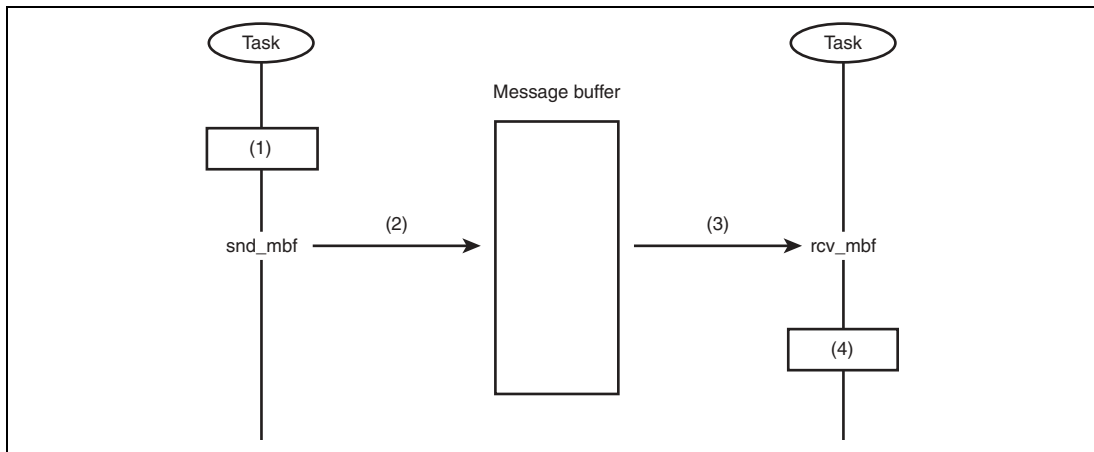 Task
Task
Message buffer
(1)
(2)
(3)
snd_mbf
rcv_mbf
(4)